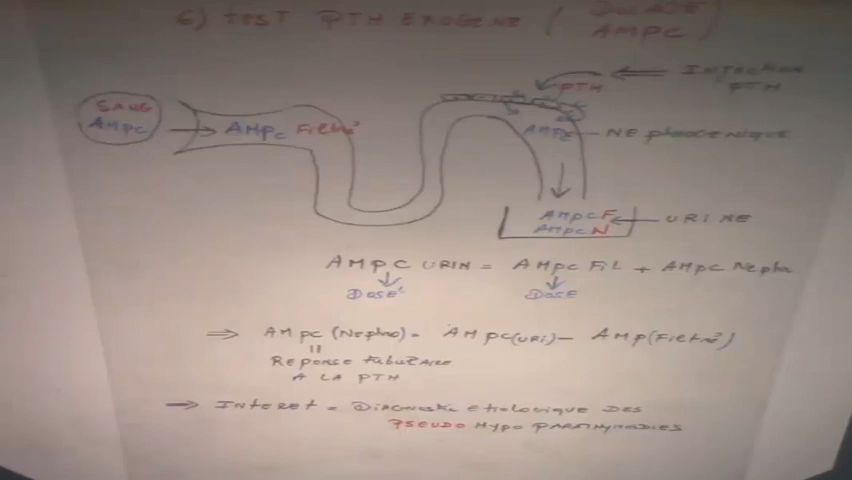 6) TEST PTH EXOGENE ( DOSAGE
AMPC )
INJECTION
PTH
PTH
SANG
AMPC
AMPC Filtré
AMPC
NEphrogenique
AMPCF
AMPCN
URINE
AMPC URIN = AMPC Fil + AMPC Nephro
Dosé
DOSE
⇒ AMPC (Nephro) = AMPC(URI) - AMP(Filtré)
REponse tubulaire
A LA PTH
⇒ INTERET = Diagnostic etiologique DES
PSEUDO Hypo PARAthyroidies